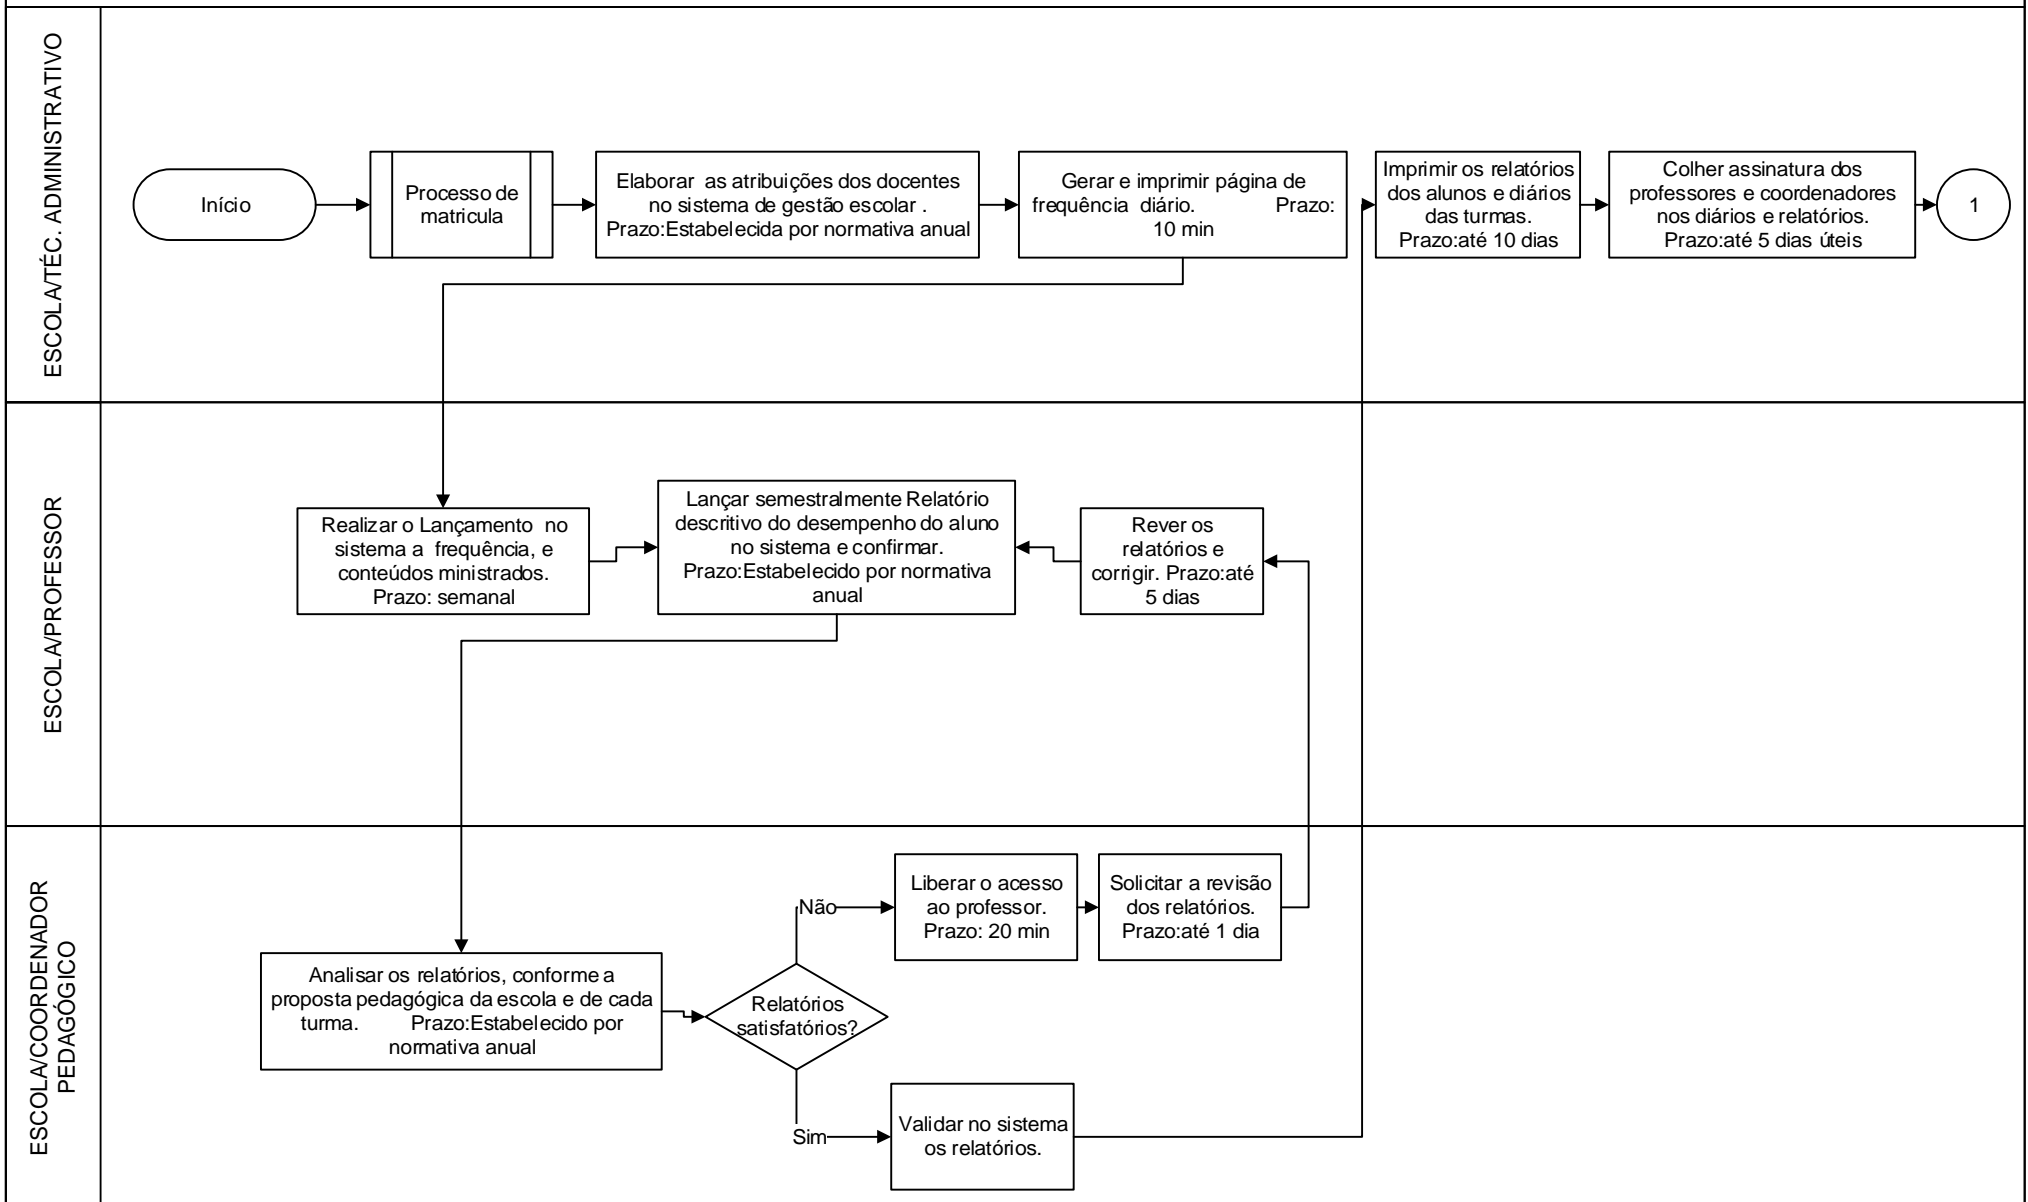 ESCOLA/TÉC. ADMINISTRATIVO
Início
Processo de
matricula
Elaborar as atribuições dos docentes
no sistema de gestão escolar .
Prazo:Estabelecida por normativa anual
Gerar e imprimir página de
frequência diário. Prazo:
10 min
Imprimir os relatórios
dos alunos e diários
das turmas.
Prazo:até 10 dias
Colher assinatura dos
professores e coordenadores
nos diários e relatórios.
Prazo:até 5 dias úteis
1
ESCOLA/PROFESSOR
Realizar o Lançamento no
sistema a frequência, e
conteúdos ministrados.
Prazo: semanal
Lançar semestralmente Relatório
descritivo do desempenho do aluno
no sistema e confirmar.
Prazo:Estabelecido por normativa
anual
Rever os
relatórios e
corrigir. Prazo:até
5 dias
ESCOLA/COORDENADOR
PEDAGÓGICO
Analisar os relatórios, conforme a
proposta pedagógica da escola e de cada
turma. Prazo:Estabelecido por
normativa anual
Relatórios
satisfatórios?
Não
Liberar o acesso
ao professor.
Prazo: 20 min
Solicitar a revisão
dos relatórios.
Prazo:até 1 dia
Sim
Validar no sistema
os relatórios.